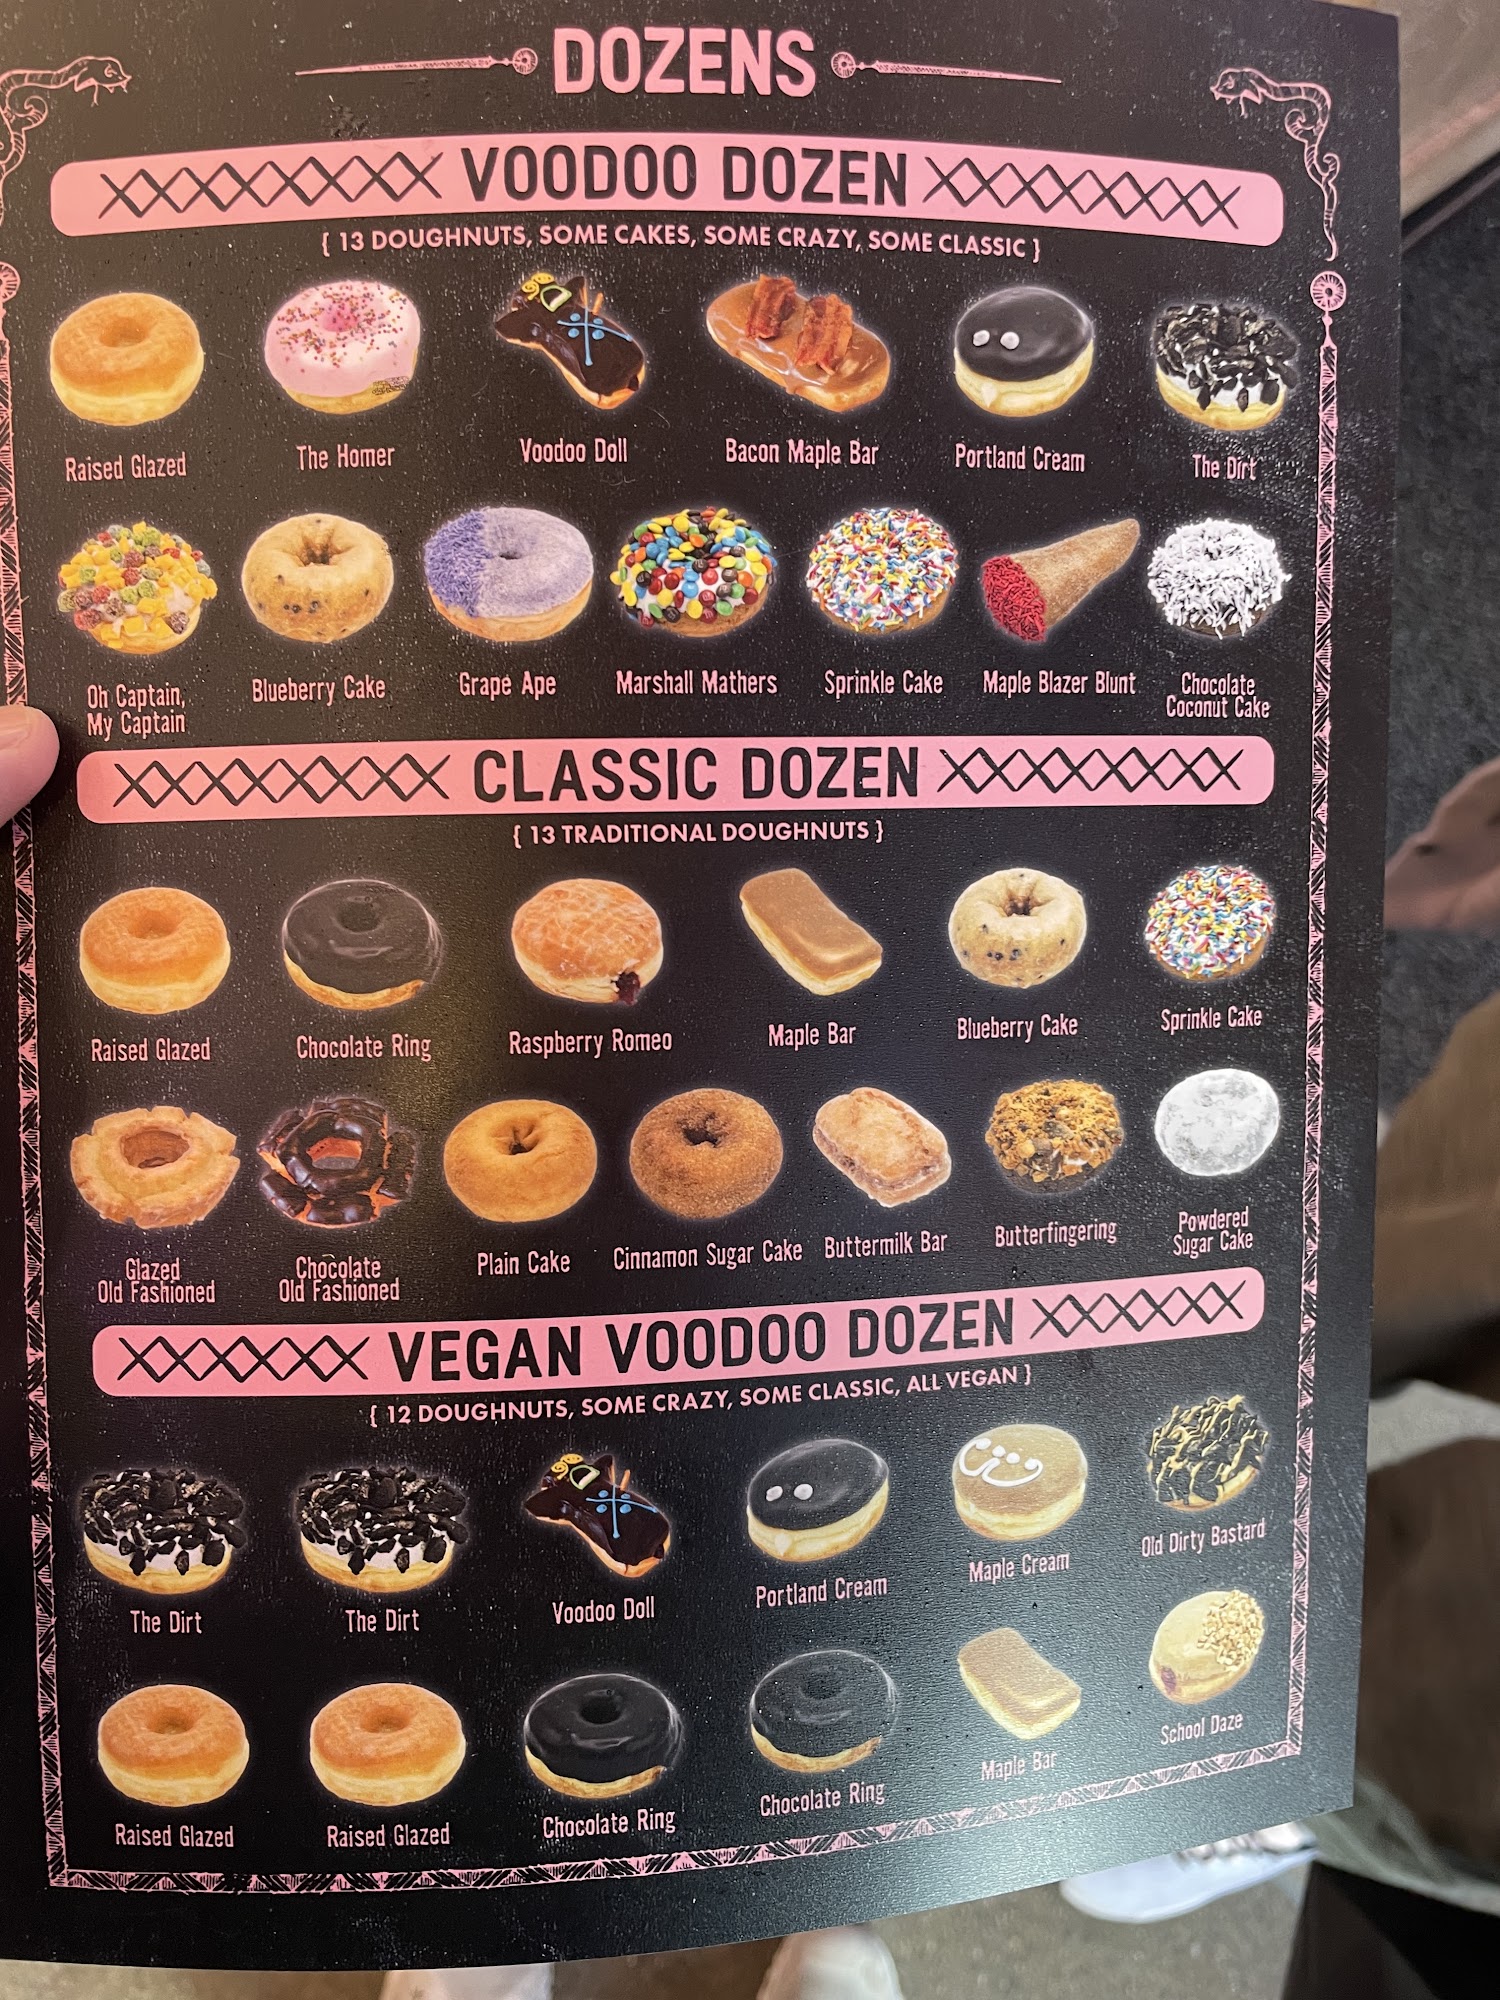 DOZENS
VOODOO DOZEN
{ 13 DOUGHNUTS, SOME CAKES, SOME CRAZY, SOME CLASSIC }
Raised Glazed
The Homer
Voodoo Doll
Bacon Maple Bar
Portland Cream
The Dirt
Oh Captain,
My Captain
Blueberry Cake
Grape Ape
Marshall Mathers
Sprinkle Cake
Maple Blazer Blunt
Chocolate
Coconut Cake
CLASSIC DOZEN
{ 13 TRADITIONAL DOUGHNUTS }
Raised Glazed
Chocolate Ring
Raspberry Romeo
Maple Bar
Blueberry Cake
Sprinkle Cake
Glazed
Old Fashioned
Chocolate
Old Fashioned
Plain Cake
Cinnamon Sugar Cake
Buttermilk Bar
Butterfingering
Powdered
Sugar Cake
VEGAN VOODOO DOZEN
{ 12 DOUGHNUTS, SOME CRAZY, SOME CLASSIC, ALL VEGAN }
The Dirt
The Dirt
Voodoo Doll
Portland Cream
Maple Cream
Old Dirty Bastard
Raised Glazed
Raised Glazed
Chocolate Ring
Chocolate Ring
Maple Bar
School Daze